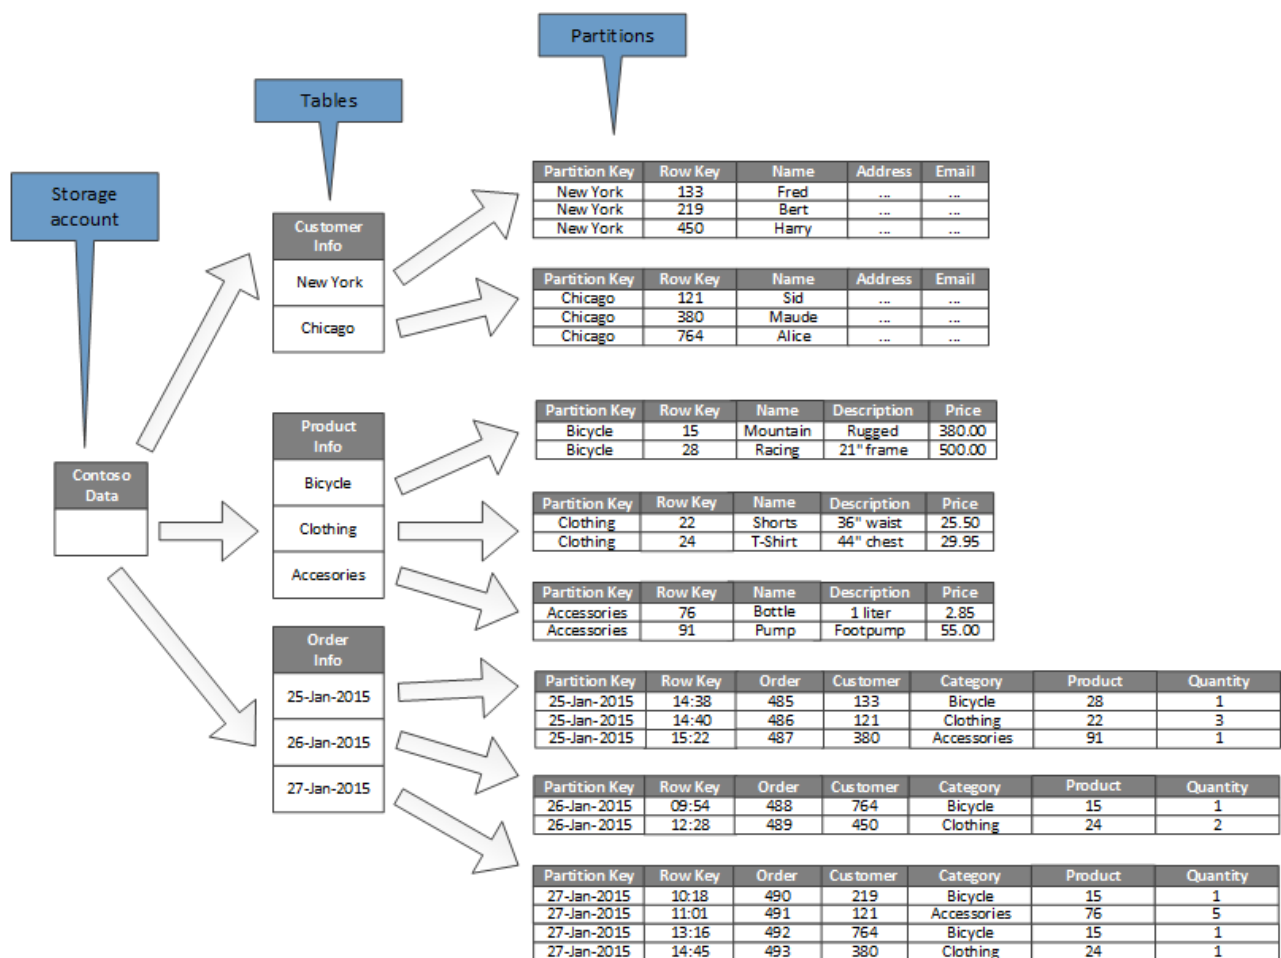 Partitions
Tables
Storage
account
Customer
Info
New York
Chicago
Partition Key Row Key Name Address Email
New York 133 Fred ... ...
New York 219 Bert ... ...
New York 450 Harry ... ...
Partition Key Row Key Name Address Email
Chicago 121 Sid ... ...
Chicago 380 Maude ... ...
Chicago 764 Alice ... ...
Contoso
Data
Product
Info
Bicycle
Clothing
Accesories
Partition Key Row Key Name Description Price
Bicycle 15 Mountain Rugged 380.00
Bicycle 28 Racing 21" frame 500.00
Partition Key Row Key Name Description Price
Clothing 22 Shorts 36" waist 25.50
Clothing 24 T-Shirt 44" chest 29.95
Partition Key Row Key Name Description Price
Accessories 76 Bottle 1 liter 2.85
Accessories 91 Pump Footpump 55.00
Order
Info
25-Jan-2015
26-Jan-2015
27-Jan-2015
Partition Key Row Key Order Customer Category Product Quantity
25-Jan-2015 14:38 485 133 Bicycle 28 1
25-Jan-2015 14:40 486 121 Clothing 22 3
25-Jan-2015 15:22 487 380 Accessories 91 1
Partition Key Row Key Order Customer Category Product Quantity
26-Jan-2015 09:54 488 764 Bicycle 15 1
26-Jan-2015 12:28 489 450 Clothing 24 2
Partition Key Row Key Order Customer Category Product Quantity
27-Jan-2015 10:18 490 219 Bicycle 15 1
27-Jan-2015 11:01 491 121 Accessories 76 5
27-Jan-2015 13:16 492 764 Bicycle 15 1
27-Jan-2015 14:45 493 380 Clothing 24 1